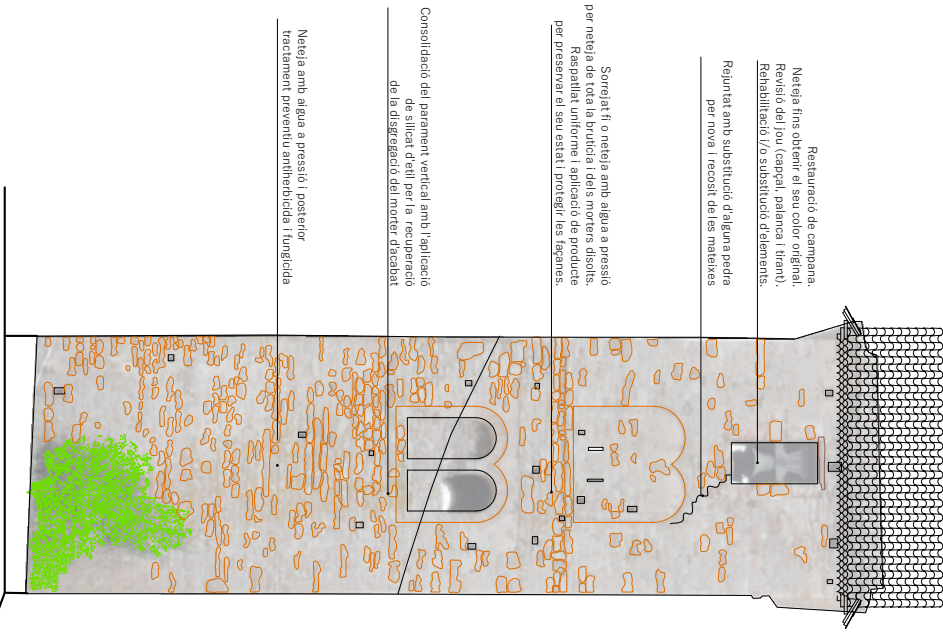 Restauració de campana.
Neteja fins obtenir el seu color original.
Revisió del jou (capçal, palanca i tirant).
Rehabilitació i/o substitució d'elements.
Rejuntat amb substitució d'alguna pedra
per nova i recosit de les mateixes
Sorrejat fi o neteja amb aigua a pressió
per neteja de tota la bruticia i dels morters disolts.
Raspatllat uniforme i aplicació de producte
per preservar el seu estat i protegir les façanes.
Consolidació del parament vertical amb l'aplicació
de silicat d'etil per la recuperació
de la disgregació del morter d'acabat
Neteja amb aigua a pressió i posterior
tractament preventiu antiherbicida i fungicida